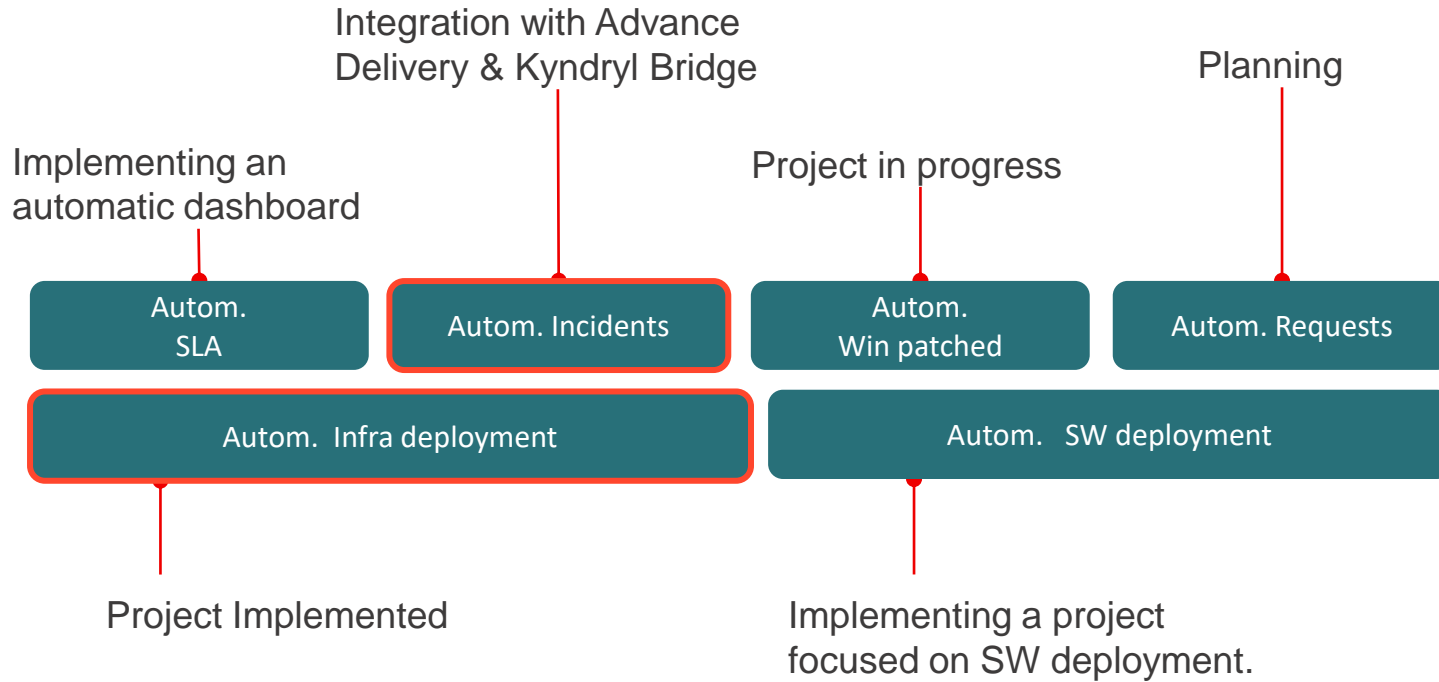 Integration with Advance
Delivery & Kyndryl Bridge
Planning
Implementing an
automatic dashboard
Project in progress
Autom.
SLA
Autom. Incidents
Autom.
Win patched
Autom. Requests
Autom. Infra deployment
Autom. SW deployment
Project Implemented
Implementing a project
focused on SW deployment.